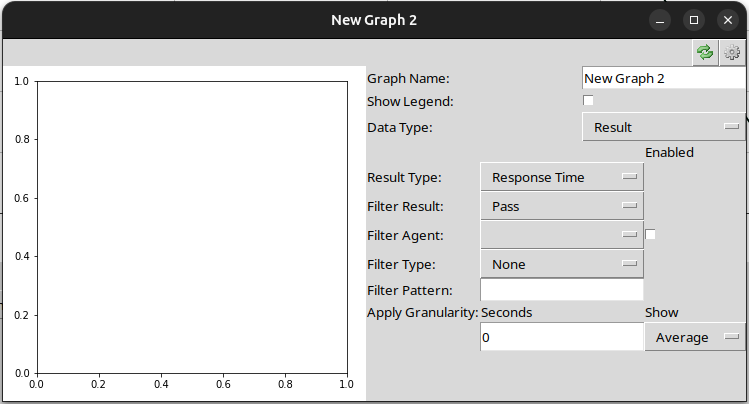 New Graph 2
Graph Name: New Graph 2
Show Legend:
Data Type: Result
Enabled
Result Type: Response Time
Filter Result: Pass
Filter Agent:
Filter Type: None
Filter Pattern:
Apply Granularity: Seconds Show
0 Average
1.0
0.8
0.6
0.4
0.2
0.0
0.0 0.2 0.4 0.6 0.8 1.0